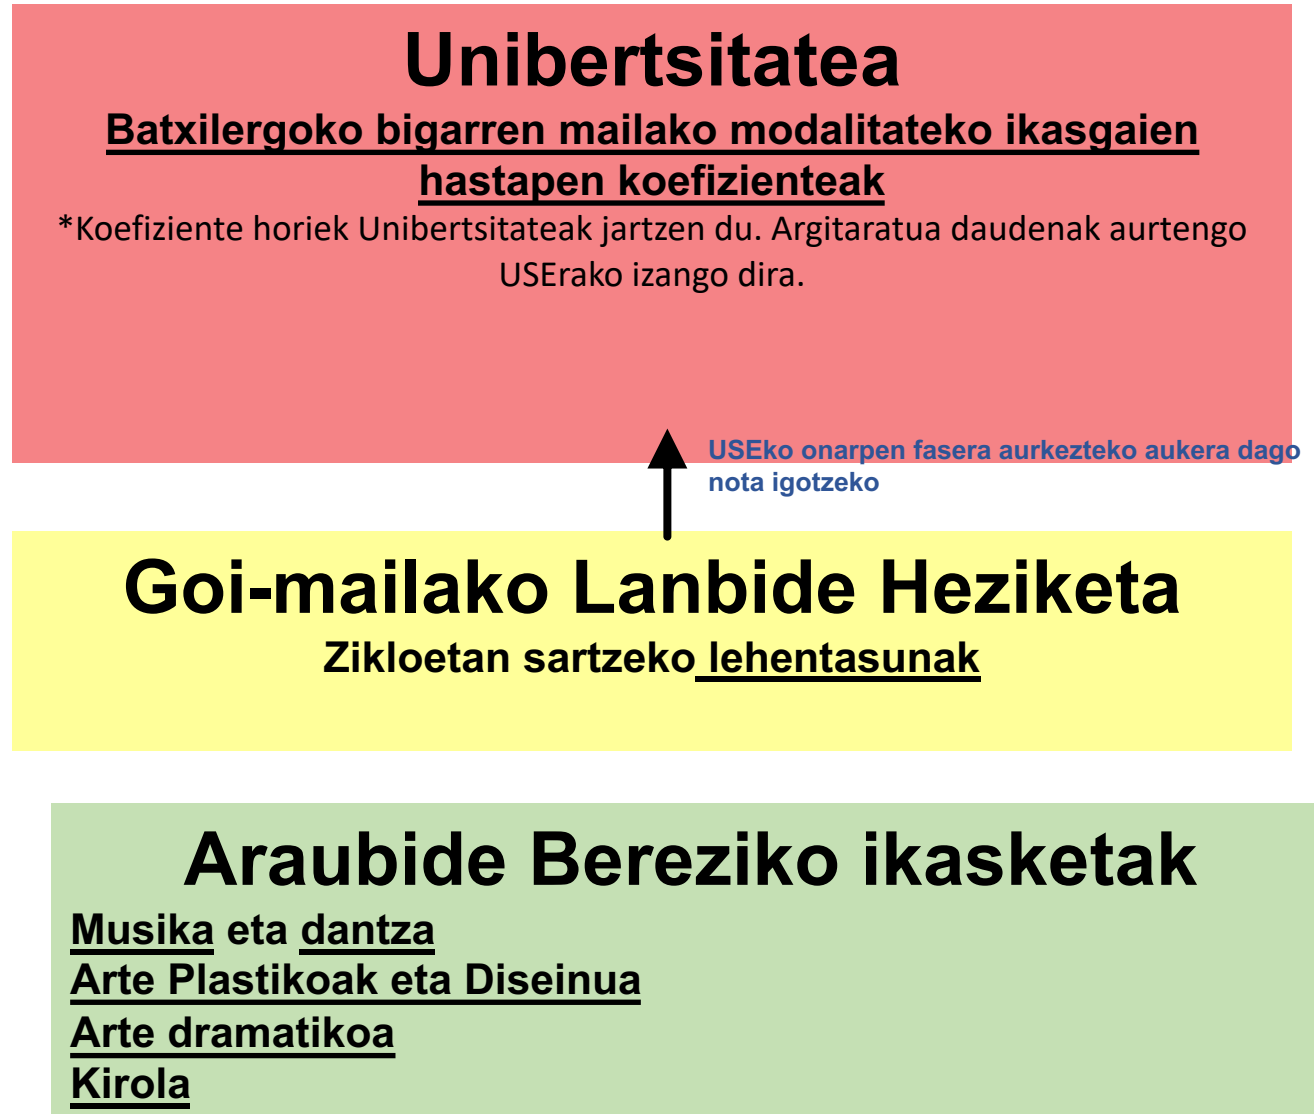 Unibertsitatea
Batxilergoko bigarren mailako modalitateko ikasgaien
hastapen koefizienteak
*Koefiziente horiek Unibertsitateak jartzen du. Argitaratua daudenak aurtengo
USErako izango dira.
USEko onarpen fasera aurkezteko aukera dago
nota igotzeko
Goi-mailako Lanbide Heziketa
Zikloetan sartzeko lehentasunak
Araubide Bereziko ikasketak
Musika eta dantza
Arte Plastikoak eta Diseinua
Arte dramatikoa
Kirola